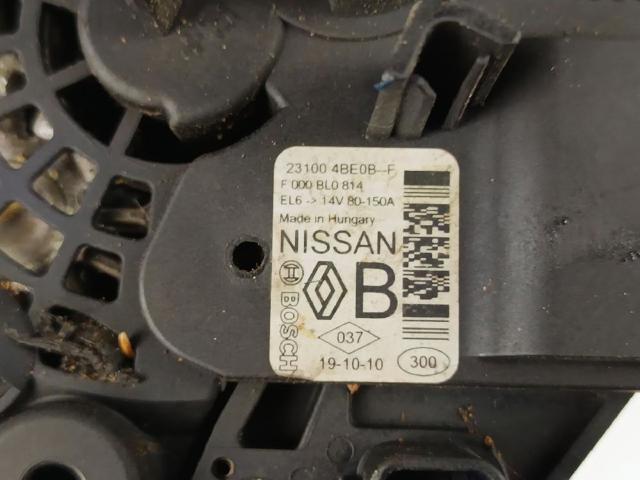 23100 4BE0B--F
F 000 BL0 814
EL6 -> 14V 80-150A
Made in Hungary
NISSAN
B
BOSCH
037
19-10-10
300